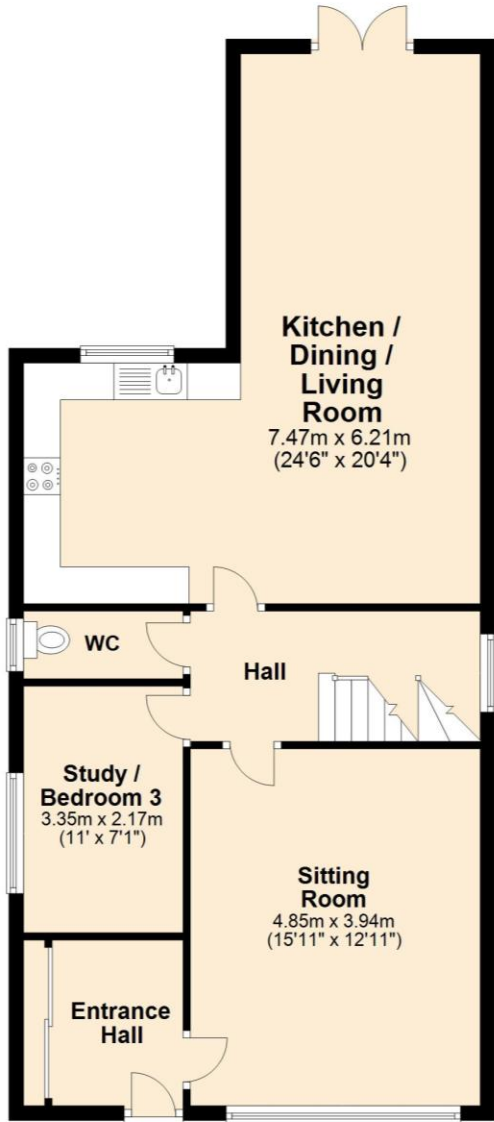 Kitchen /
Dining /
Living
Room
7.47m x 6.21m
(24'6" x 20'4")
WC
Hall
Study /
Bedroom 3
3.35m x 2.17m
(11' x 7'1")
Sitting
Room
4.85m x 3.94m
(15'11" x 12'11")
Entrance
Hall